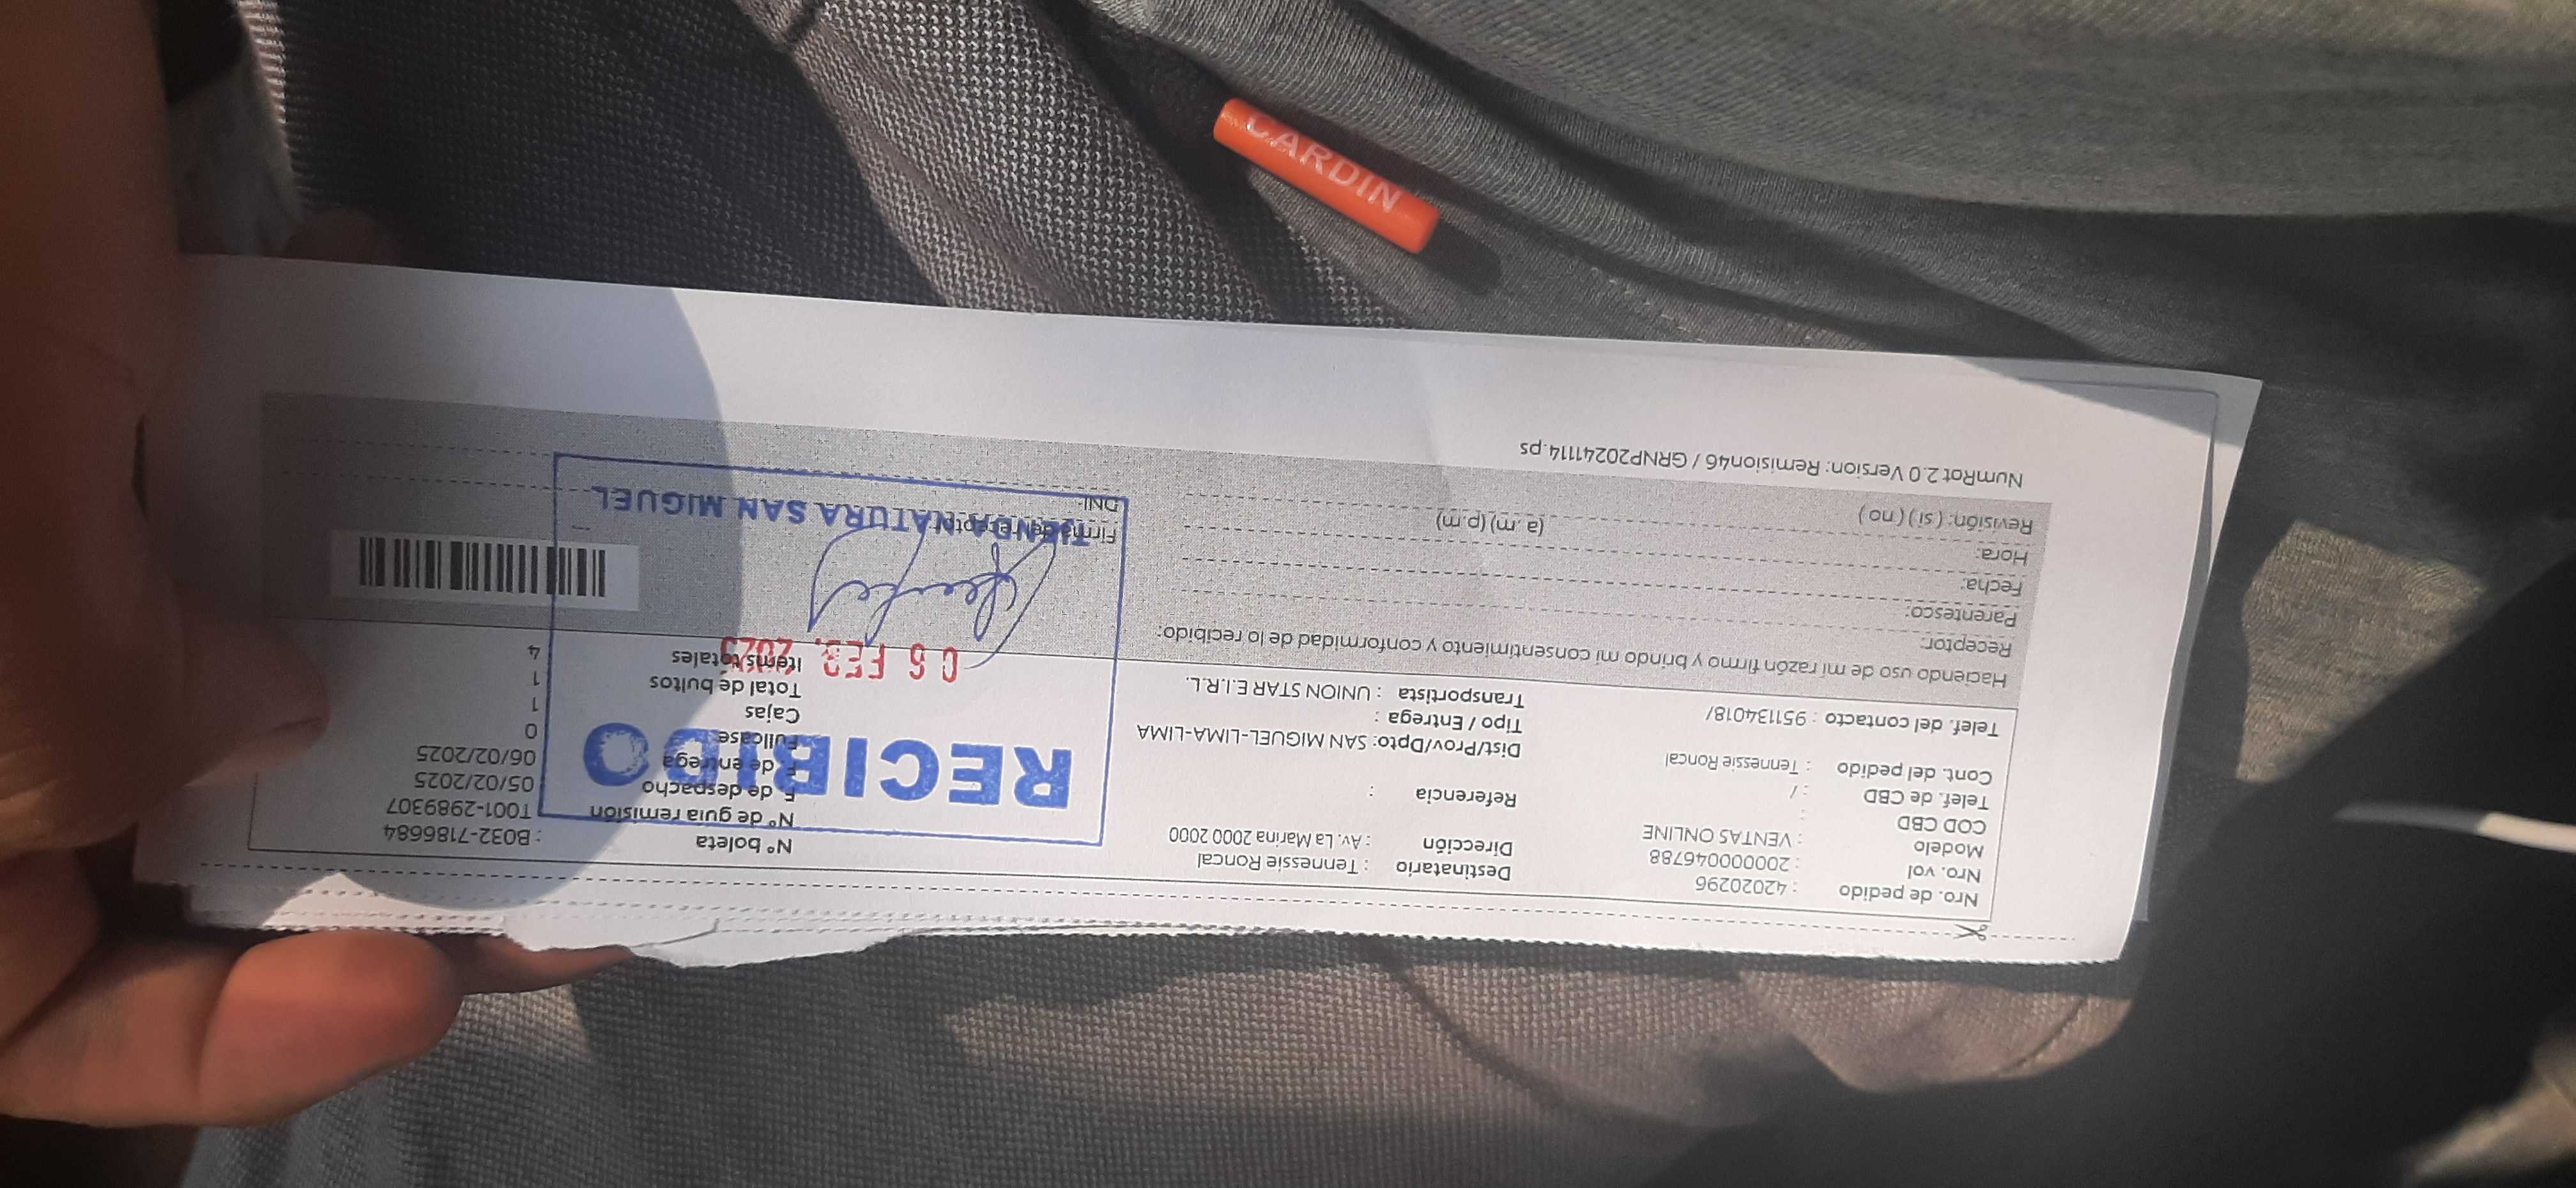 Nro. de pedido : 42020296
Nro. vol : 2000000046788
Modelo : VENTAS ONLINE
COD CBD :
Telef. de CBD : /
Cont. del pedido : Tennessie Roncal
Telef. del contacto : 951134018/
Destinatario : Tennessie Roncal
Dirección : Av. La Marina 2000 2000
Referencia :
Dist/Prov/Dpto: SAN MIGUEL-LIMA-LIMA
Tipo / Entrega :
Transportista : UNION STAR E.I.R.L.
N° boleta : B032-7186684
N° de guia remisión T001-2989307
F. de despacho 05/02/2025
F. de entrega 06/02/2025
Fullcase 0
Cajas 1
Total de bultos 1
Items totales 4
RECIBIDO
06 FEB. 2025
TIENDA NATURA SAN MIGUEL
Haciendo uso de mi razón firmo y brindo mi consentimiento y conformidad de lo recibido:
Receptor:
Parentesco:
Fecha:
Hora: (a.m) (p.m)
Revisión: ( si ) ( no )
Firma del receptor
DNI:
NumRot 2.0 Version: Remision46 / GRNP20241114.ps
CARDIN